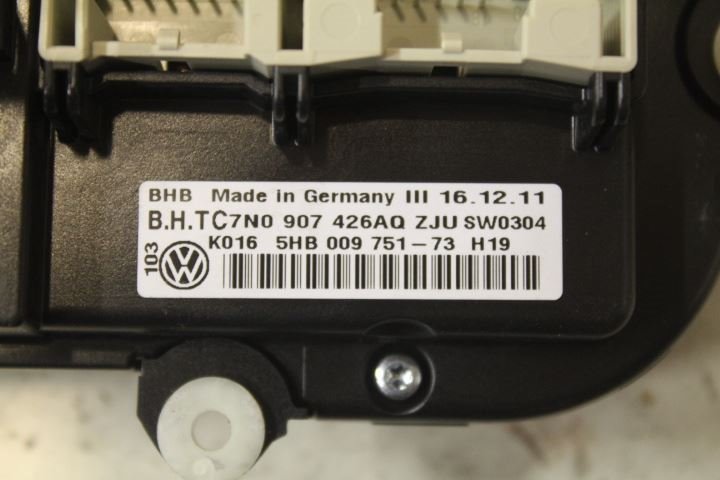 BHB Made in Germany III 16.12.11
B.H.TC7N0 907 426AQ ZJU SW0304
K016 5HB 009 751-73 H19
103